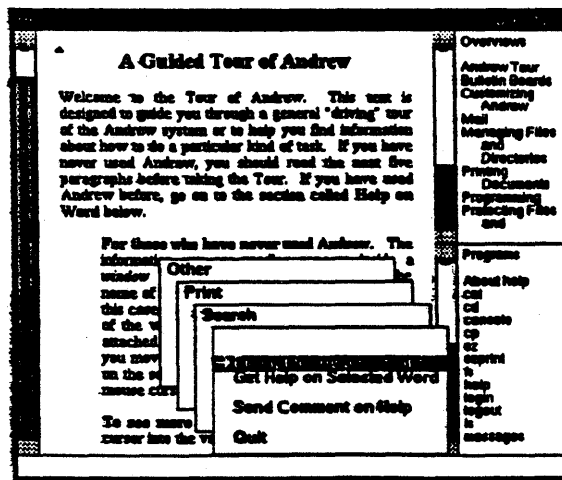 A Guided Tour of Andrew
Welcome to the Tour of Andrew. This text is
designed to guide you through a general "driving" tour
of the Andrew system or to help you find information
about how to do a particular kind of task. If you have
never used Andrew, you should read the next five
paragraphs before taking the Tour. If you have used
Andrew before, go on to the section called Help on
Word below.
For those who have never used Andrew. The
a
window
name of
this case
of the
attached.
you mov
on the
mouse
To see more
cursor into the
Other
Print
Search
Get Help on Selected Word
Send Comment on Help
Quit
Overviews
Andrew Tour
Bulletin Boards
Customizing
Andrew
Mail
Managing Files
and
Directories
Printing
Documents
Programming
Protecting Files
and
Programs
About help
cat
cd
console
cp
ez
ezprint
fr
help
login
logout
ls
messages